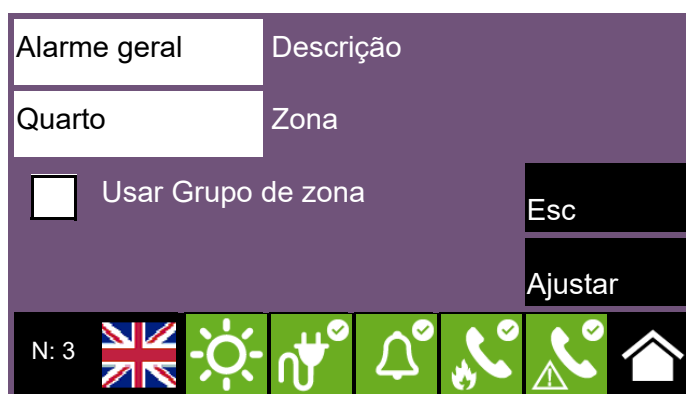 Alarme geral Descrição
Quarto Zona
Usar Grupo de zona
Esc
Ajustar
N: 3